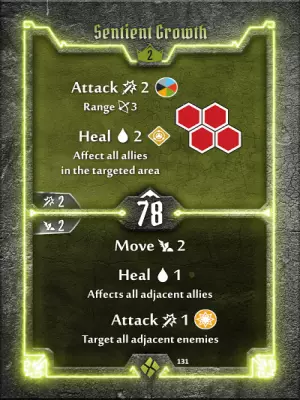 Sentient Growth
2
Attack 2
Range 3
Heal 2
Affect all allies
in the targeted area
2
78
2
Move 2
Heal 1
Affects all adjacent allies
Attack 1
Target all adjacent enemies
131